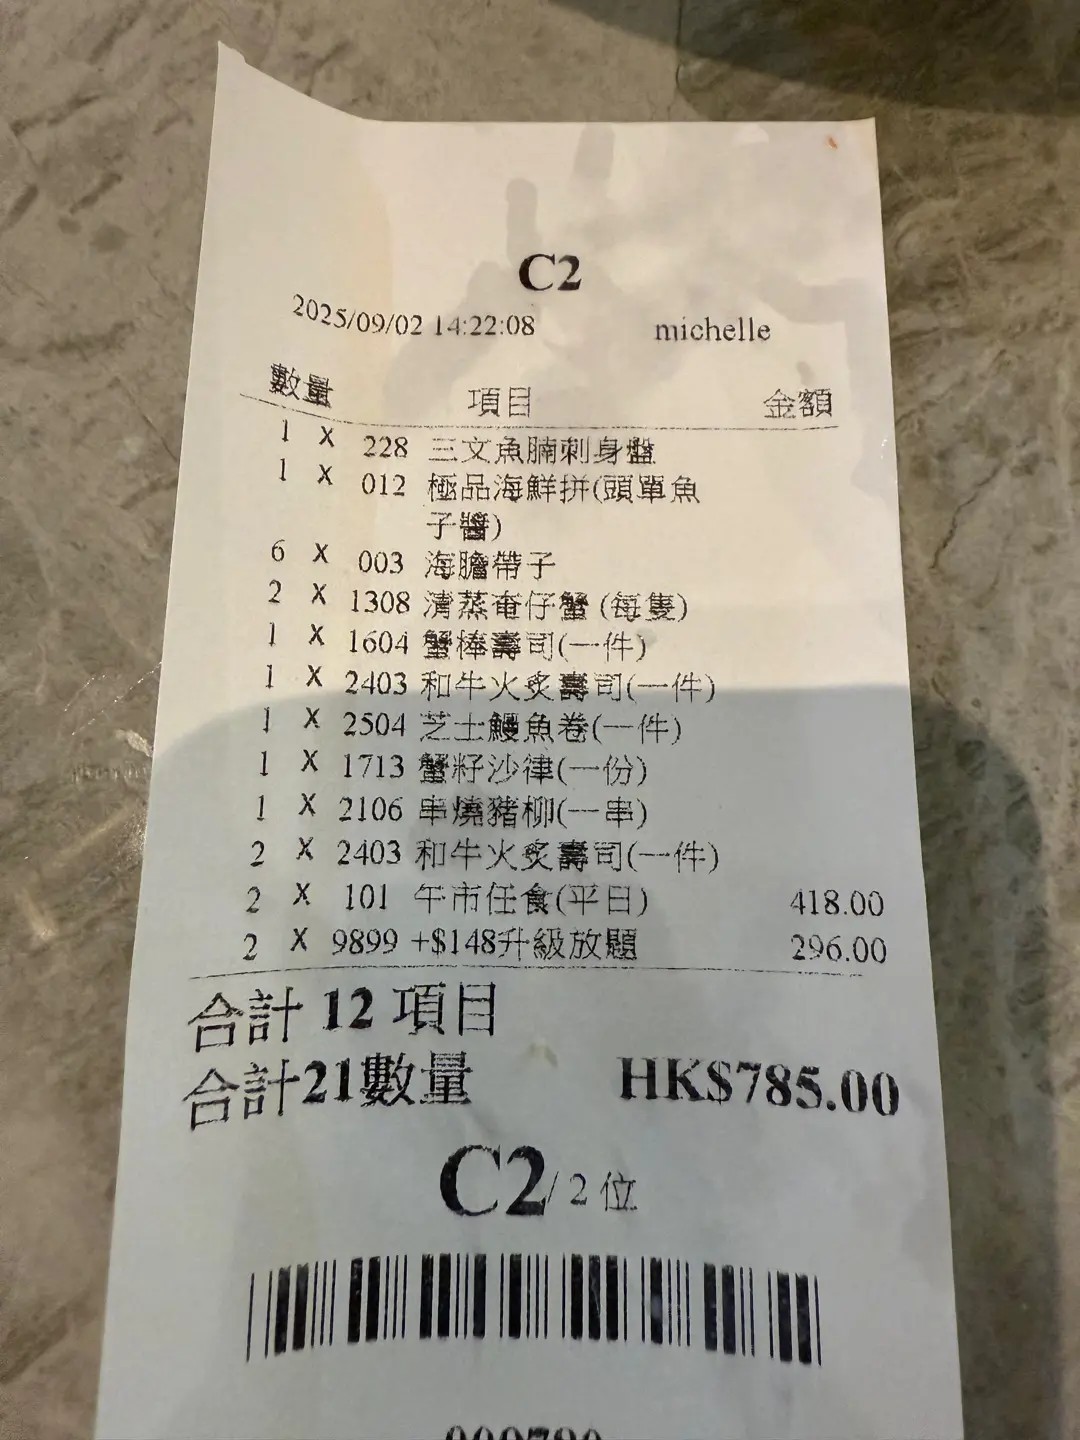 C2
2025/09/02 14:22:08 michelle
數量 項目 金額
1 X 228 三文魚腩刺身盤
1 X 012 極品海鮮拼(頭單魚
子醬)
6 X 003 海膽帶子
2 X 1308 清蒸奄仔蟹 (每隻)
1 X 1604 蟹棒壽司(一件)
1 X 2403 和牛火炙壽司(一件)
1 X 2504 芝士鰻魚卷(一件)
1 X 1713 蟹籽沙律(一份)
1 X 2106 串燒豬柳(一串)
2 X 2403 和牛火炙壽司(一件)
2 X 101 午市任食(平日) 418.00
2 X 9899 +$148升級放題 296.00
合計 12 項目
合計21數量 HK$785.00
C2/ 2 位